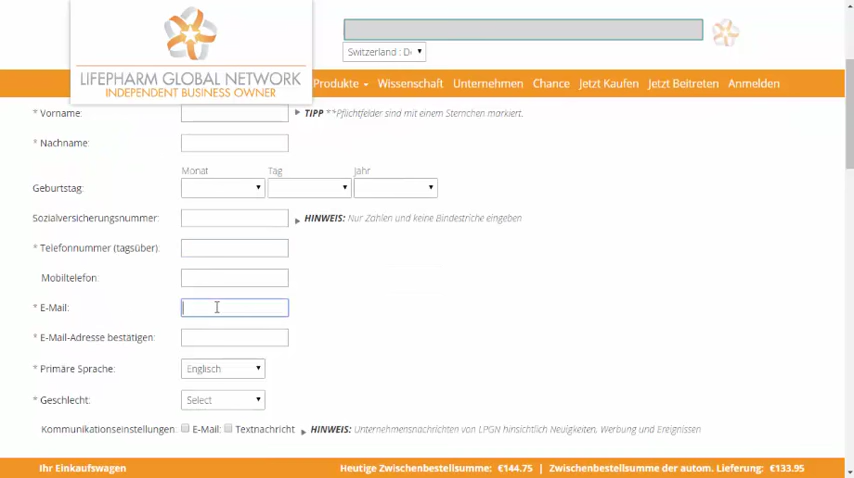 LIFEPHARM GLOBAL NETWORK
INDEPENDENT BUSINESS OWNER
Switzerland : De
Produkte Wissenschaft Unternehmen Chance Jetzt Kaufen Jetzt Beitreten Anmelden
* Vorname: TIPP **Pflichtfelder sind mit einem Sternchen markiert.
* Nachname:
Monat Tag Jahr
Geburtstag:
Sozialversicherungsnummer: HINWEIS: Nur Zahlen und keine Bindestriche eingeben
* Telefonnummer (tagsüber):
Mobiltelefon:
* E-Mail:
* E-Mail-Adresse bestätigen:
* Primäre Sprache: Englisch
* Geschlecht: Select
Kommunikationseinstellungen: E-Mail: Textnachricht HINWEIS: Unternehmensnachrichten von LPGN hinsichtlich Neuigkeiten, Werbung und Ereignissen
Ihr Einkaufswagen Heutige Zwischenbestellsumme: €144.75 | Zwischenbestellsumme der autom. Lieferung: €133.95